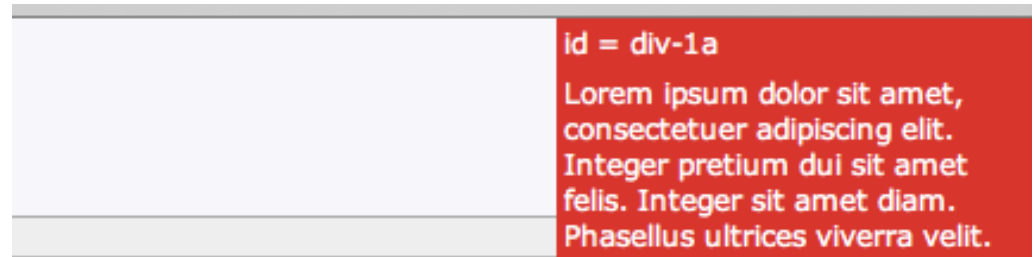 id = div-1a
Lorem ipsum dolor sit amet,
consectetuer adipiscing elit.
Integer pretium dui sit amet
felis. Integer sit amet diam.
Phasellus ultrices viverra velit.